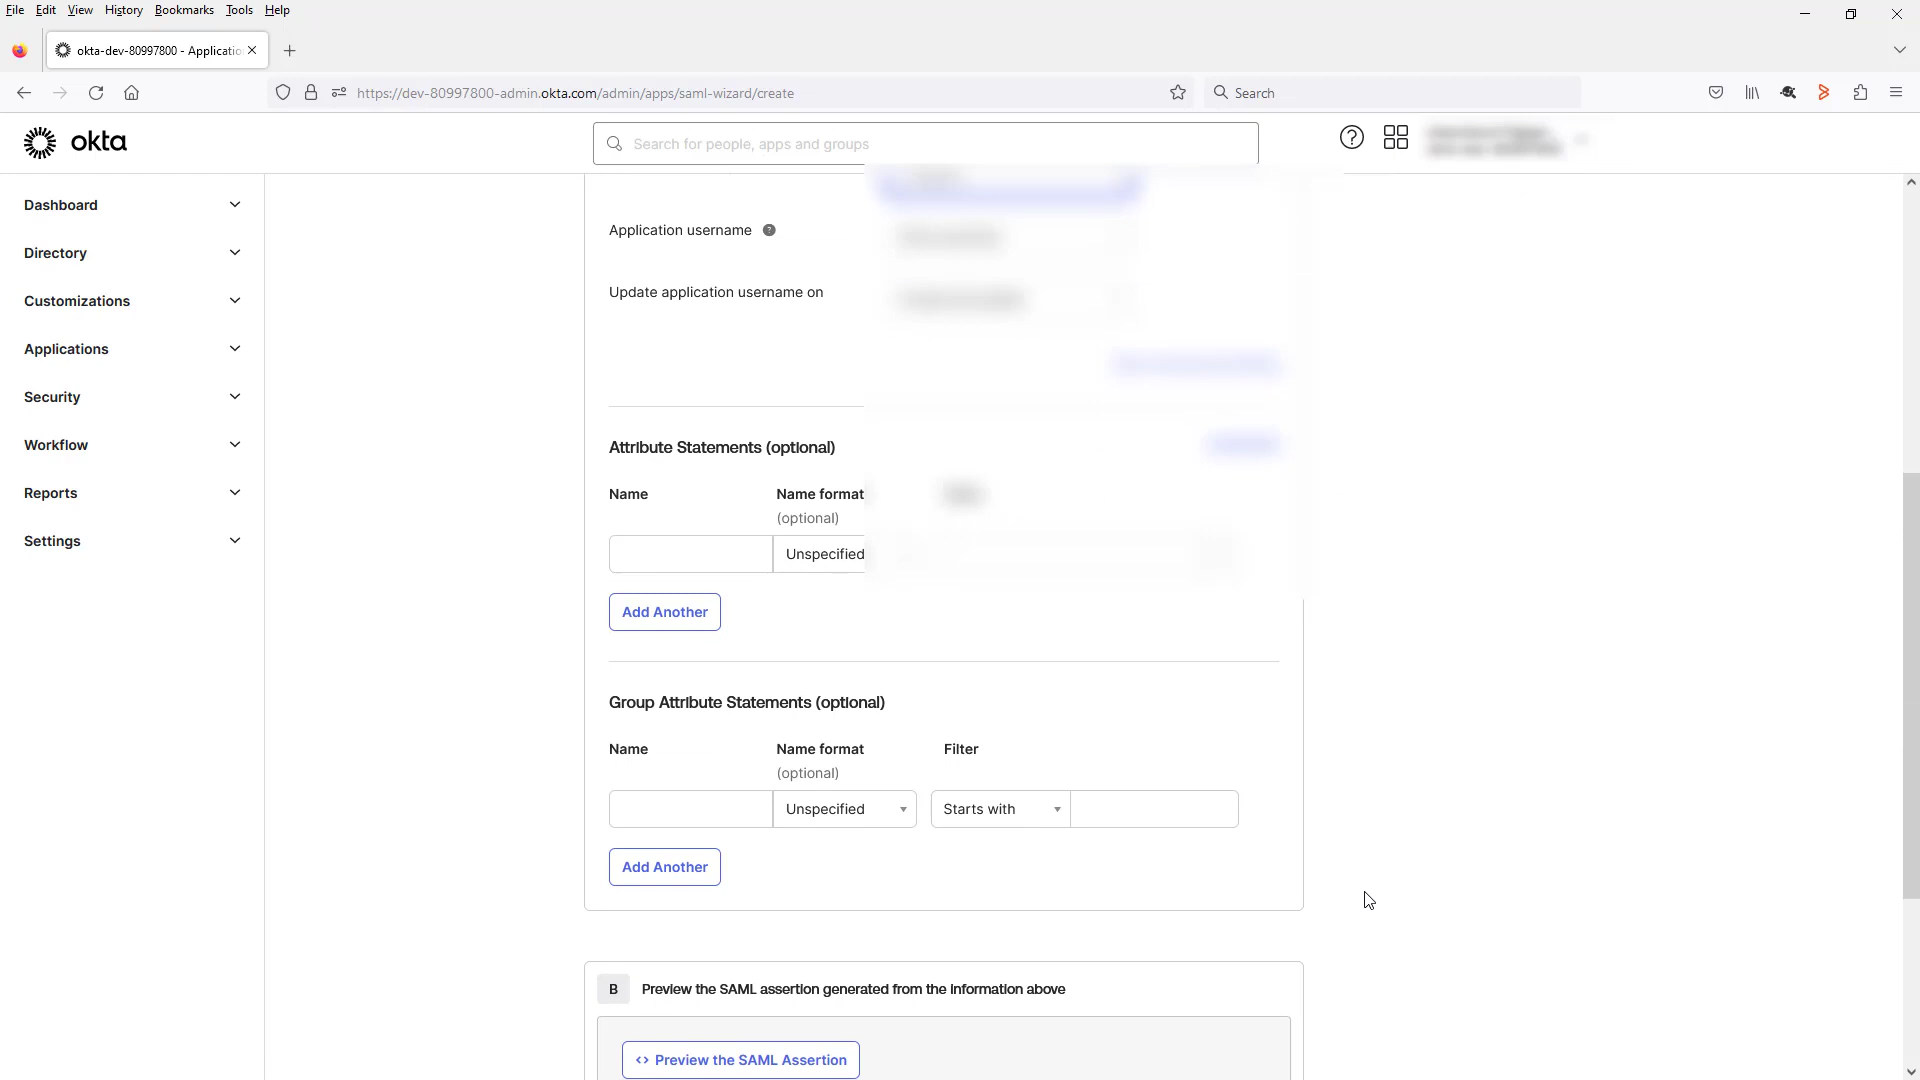 File Edit View History Bookmarks Tools Help
okta-dev-80997800 - Applicatio
https://dev-80997800-admin.okta.com/admin/apps/saml-wizard/create
Search
okta
Search for people, apps and groups
Dashboard
Directory
Customizations
Applications
Security
Workflow
Reports
Settings
Application username
Update application username on
Attribute Statements (optional)
Name Name format
(optional)
Unspecified
Add Another
Group Attribute Statements (optional)
Name Name format Filter
(optional)
Unspecified Starts with
Add Another
B Preview the SAML assertion generated from the information above
<> Preview the SAML Assertion